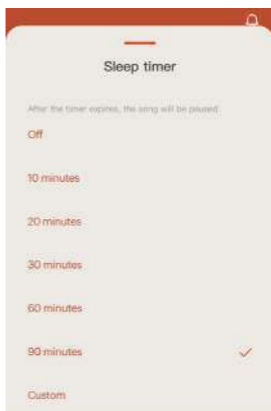 Sleep timer
After the timer expires, the song will be paused
Off
10 minutes
20 minutes
30 minutes
60 minutes
90 minutes
Custom